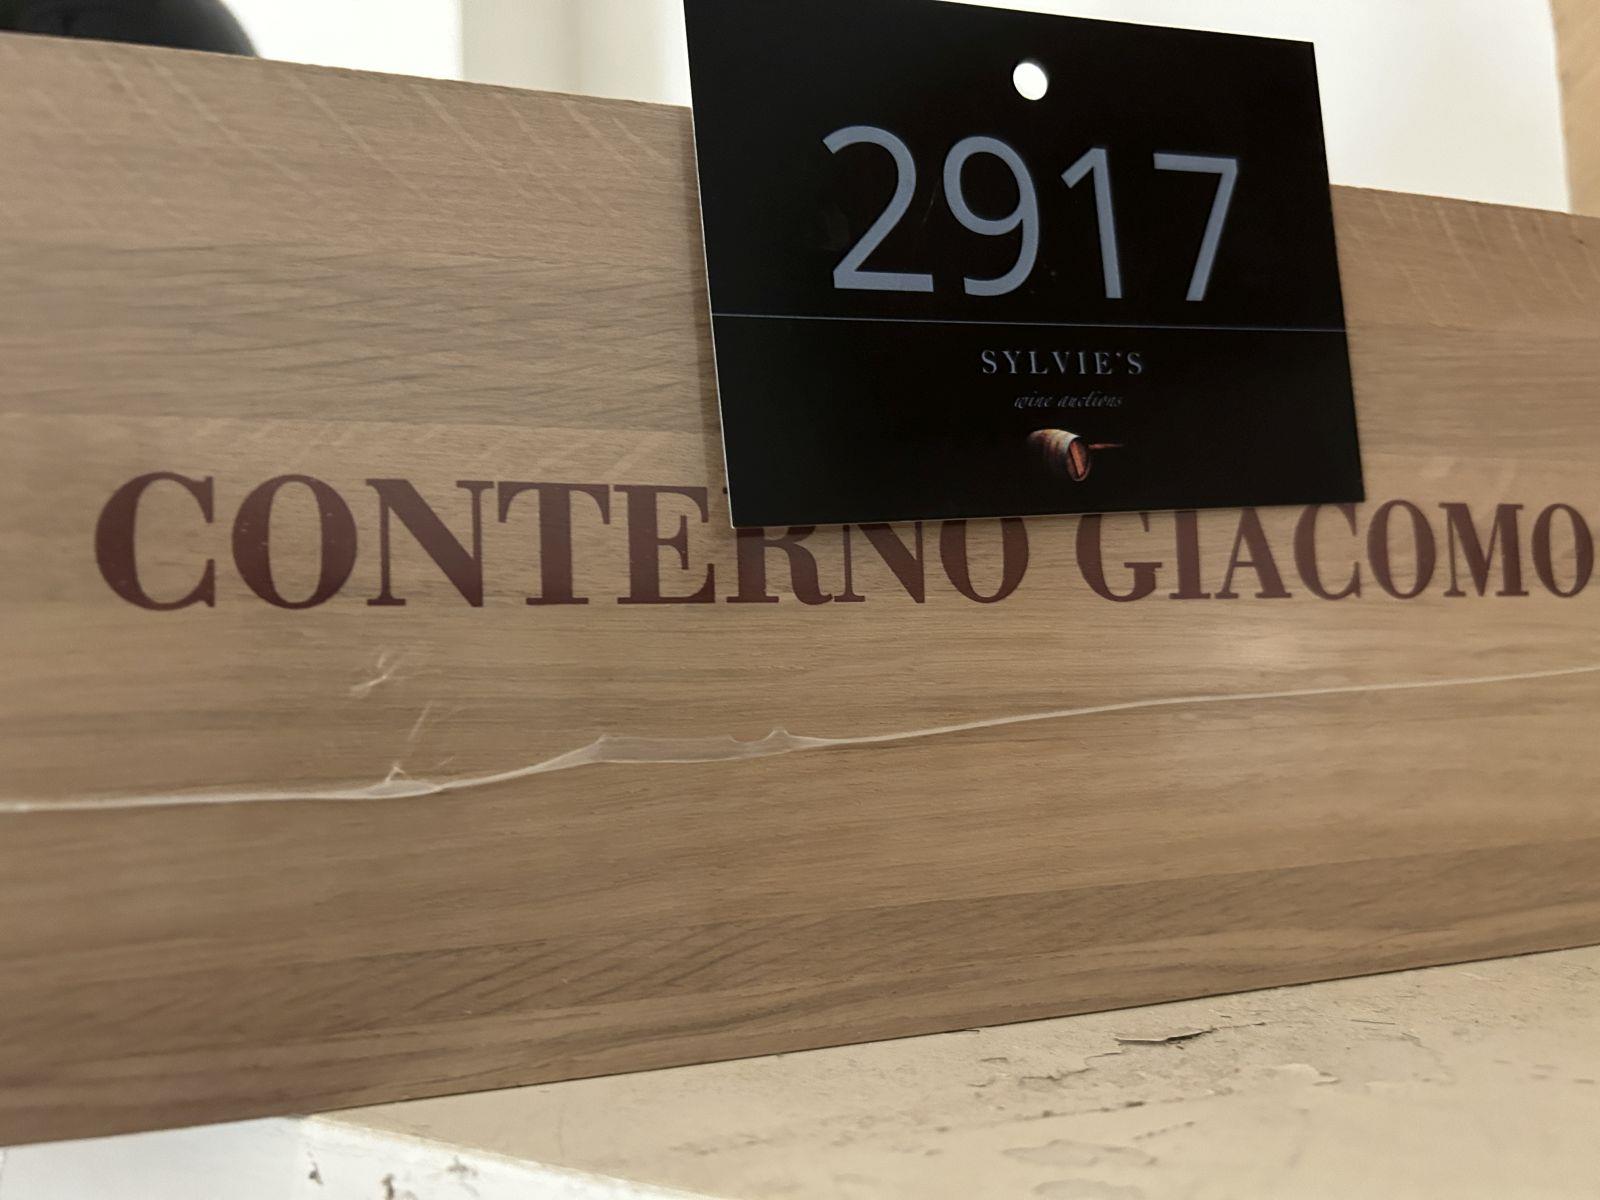 2917
SYLVIE'S
wine auctions
CONTERNO GIACOMO